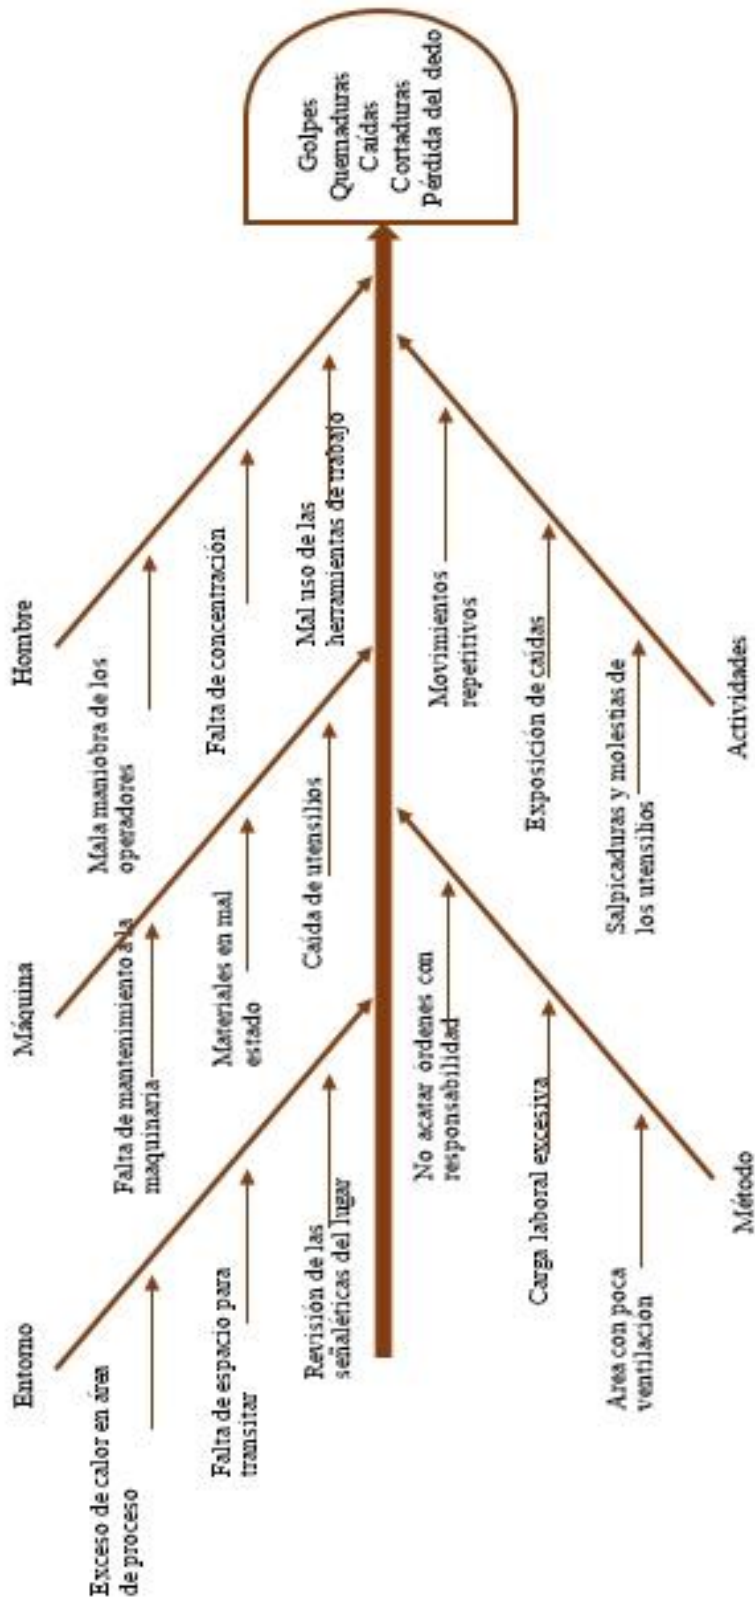 Entorno
Máquina
Hombre
Exceso de calor en área
de proceso
Falta de espacio para
transitar
Revisión de las
señaléticas del lugar
Falta de mantenimiento a la
maquinaria
Materiales en mal
estado
Caída de utensilios
Mala maniobra de los
operadores
Falta de concentración
Mal uso de las
herramientas de trabajo
Golpes
Quemaduras
Caídas
Cortaduras
Pérdida del dedo
No acatar órdenes con
responsabilidad
Carga laboral excesiva
Area con poca
ventilación
Movimientos
repetitivos
Exposición de caídas
Salpicaduras y molestias de
los utensilios
Método
Actividades